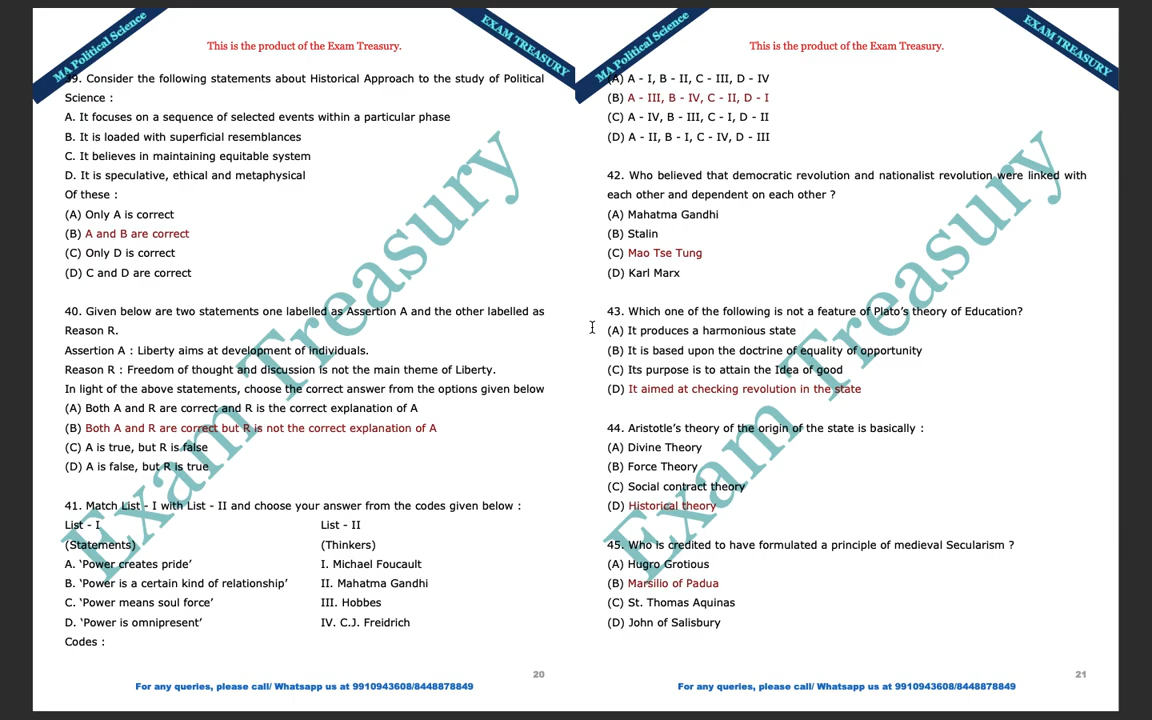 MA Political Science
EXAM TREASURY
This is the product of the Exam Treasury.
39. Consider the following statements about Historical Approach to the study of Political
Science :
A. It focuses on a sequence of selected events within a particular phase
B. It is loaded with superficial resemblances
C. It believes in maintaining equitable system
D. It is speculative, ethical and metaphysical
Of these :
(A) Only A is correct
(B) A and B are correct
(C) Only D is correct
(D) C and D are correct
40. Given below are two statements one labelled as Assertion A and the other labelled as
Reason R.
Assertion A : Liberty aims at development of individuals.
Reason R : Freedom of thought and discussion is not the main theme of Liberty.
In light of the above statements, choose the correct answer from the options given below
(A) Both A and R are correct and R is the correct explanation of A
(B) Both A and R are correct but R is not the correct explanation of A
(C) A is true, but R is false
(D) A is false, but R is true
41. Match List - I with List - II and choose your answer from the codes given below :
List - I List - II
(Statements) (Thinkers)
A. ‘Power creates pride’ I. Michael Foucault
B. ‘Power is a certain kind of relationship’ II. Mahatma Gandhi
C. ‘Power means soul force’ III. Hobbes
D. ‘Power is omnipresent’ IV. C.J. Freidrich
Codes :
Exam Treasury
20
For any queries, please call/ Whatsapp us at 9910943608/8448878849
MA Political Science
EXAM TREASURY
This is the product of the Exam Treasury.
(A) A - I, B - II, C - III, D - IV
(B) A - III, B - IV, C - II, D - I
(C) A - IV, B - III, C - I, D - II
(D) A - II, B - I, C - IV, D - III
42. Who believed that democratic revolution and nationalist revolution were linked with
each other and dependent on each other ?
(A) Mahatma Gandhi
(B) Stalin
(C) Mao Tse Tung
(D) Karl Marx
43. Which one of the following is not a feature of Plato’s theory of Education?
(A) It produces a harmonious state
(B) It is based upon the doctrine of equality of opportunity
(C) Its purpose is to attain the Idea of good
(D) It aimed at checking revolution in the state
44. Aristotle’s theory of the origin of the state is basically :
(A) Divine Theory
(B) Force Theory
(C) Social contract theory
(D) Historical theory
45. Who is credited to have formulated a principle of medieval Secularism ?
(A) Hugro Grotious
(B) Marsilio of Padua
(C) St. Thomas Aquinas
(D) John of Salisbury
Exam Treasury
21
For any queries, please call/ Whatsapp us at 9910943608/8448878849